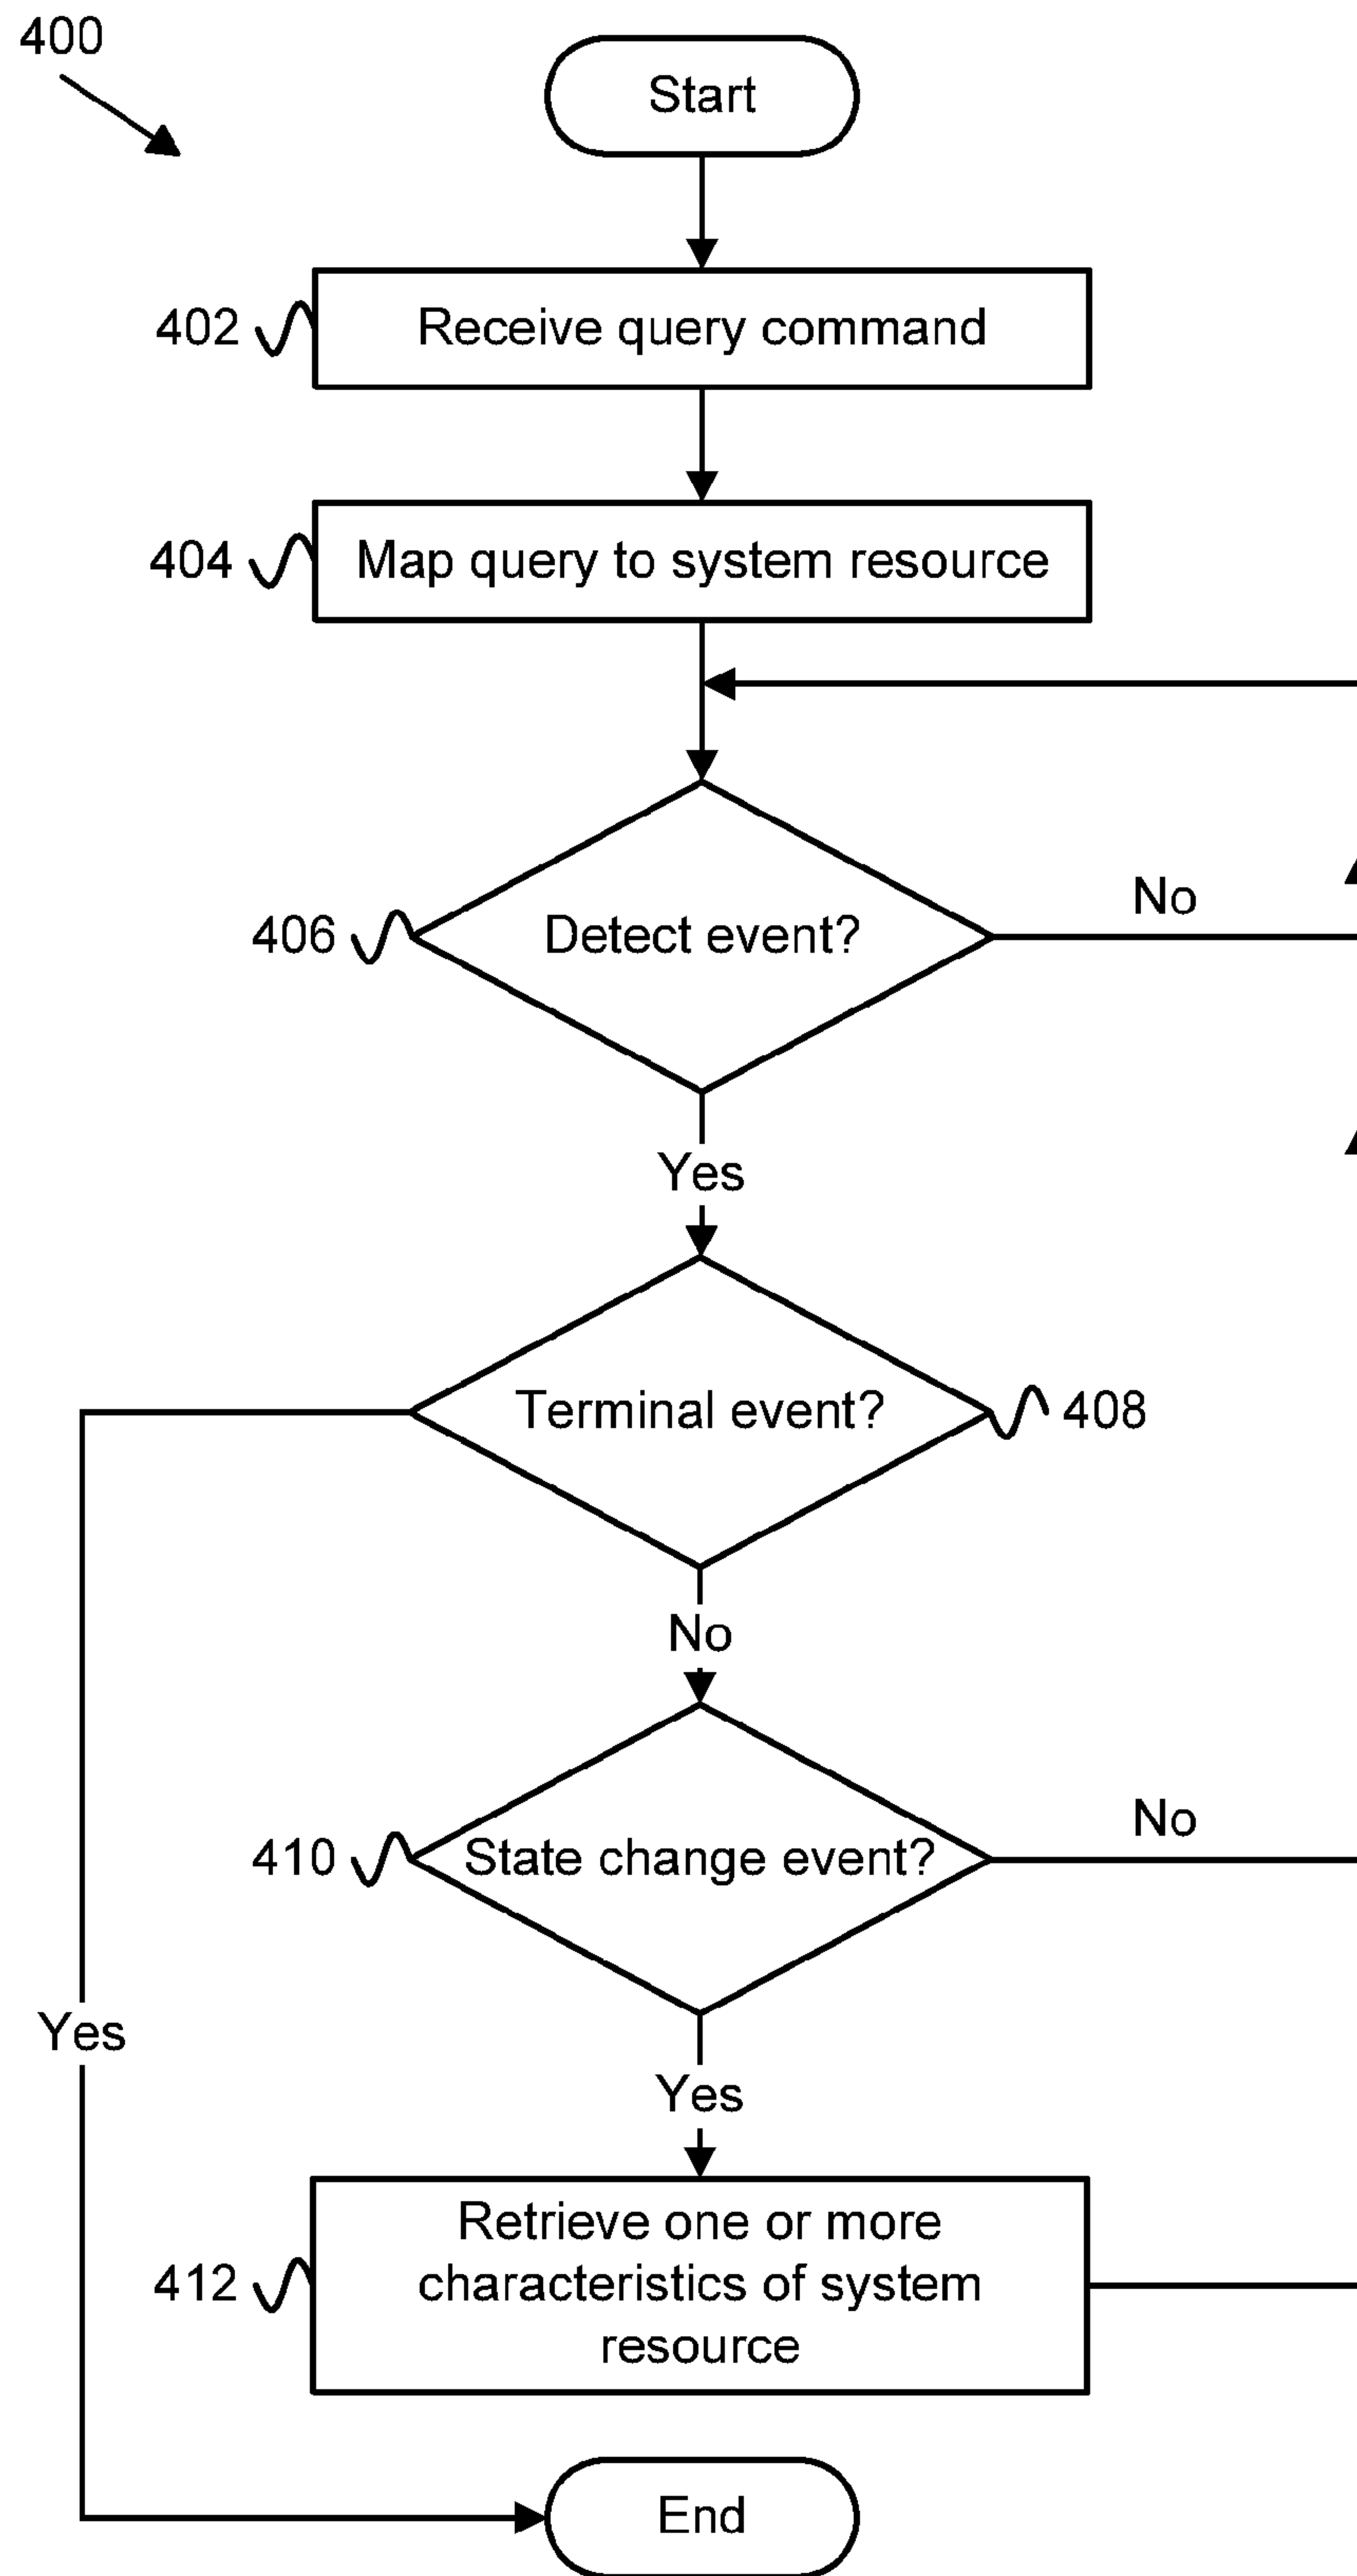 400
Start
402
Receive query command
404
Map query to system resource
406
Detect event?
No
Yes
Terminal event?
408
No
410
State change event?
No
Yes
Yes
412
Retrieve one or more
characteristics of system
resource
End